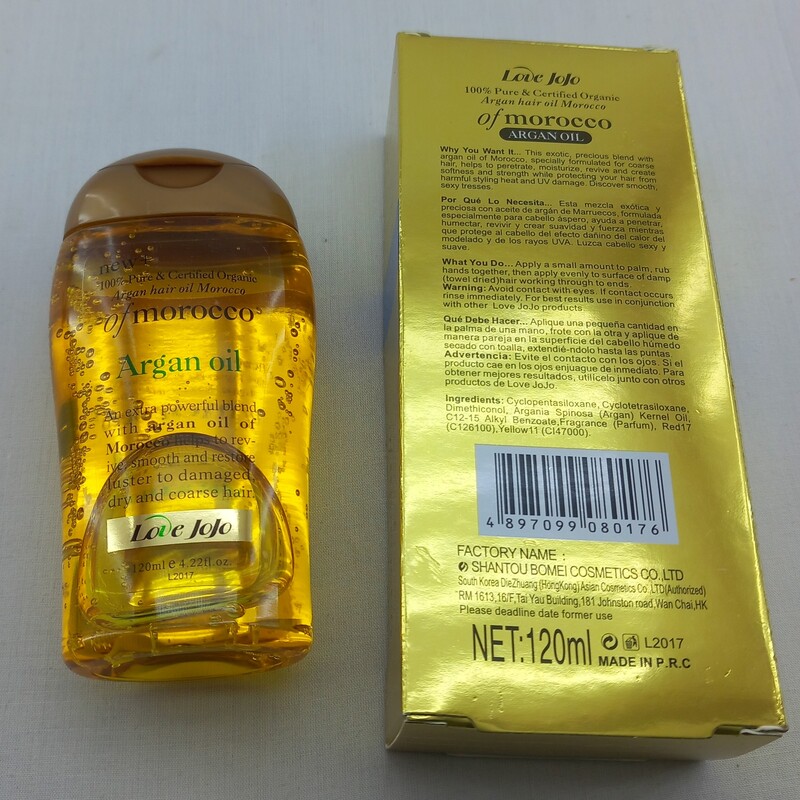 new+
100% Pure & Certified Organic
Argan hair oil Morocco
of morocco
Argan oil
An extra powerful blend
with argan oil of
Morocco helps to rev-
ive, smooth and restore
luster to damaged,
dry and coarse hair.
Love JoJo
120ml e 4.22fl.oz.
L2017
Love JoJo
100% Pure & Certified Organic
Argan hair oil Morocco
of morocco
ARGAN OIL
Why You Want It... This exotic, precious blend with
argan oil of Morocco, specially formulated for coarse
hair, helps to petrate, moisturize, revive and create
softness and strength while protecting your hair from
harmful styling heat and UV damage. Discover smooth,
sexy tresses.
Por Qué Lo Necesita... Esta mezcla exótica y
preciosa con aceite de argán de Marruecos, formulada
especialmente para cabello áspero, ayuda a penetrar,
humectar, revivir y crear suavidad y fuerza mientras
que protege al cabello del efecto dañino del calor del
modelado y de los rayos UVA. Luzca cabello sexy y
suave.
What You Do... Apply a small amount to palm, rub
hands together, then apply evenly to surface of damp
(towel dried)hair working through to ends
Warning: Avoid contact with eyes. If contact occurs
rinse immediately. For best results use in conjunction
with other Love JoJo products
Qué Debe Hacer... Aplique una pequeña cantidad en
la palma de una mano, frote con la otra y aplique de
manera pareja en la superficie del cabello húmedo
secado con toalla, extendié-ndolo hasta las puntas
Advertencia: Evite el contacto con los ojos. Si el
producto cae en los ojos enjuague de inmediato. Para
obtener mejores resultados, utilícelo junto con otros
productos de Love JoJo.
Ingredients: Cyclopentasiloxane, Cyclotetrasiloxane,
Dimethiconol, Argania Spinosa (Argan) Kernel Oil,
C12-15 Alkyl Benzoate,Fragrance (Parfum), Red17
(C126100),Yellow11 (CI47000).
4 897099 080176
FACTORY NAME :
SHANTOU BOMEI COSMETICS CO.,LTD
South Korea DieZhuang (HongKong) Asian Cosmetics Co.,LTD(Authorized)
RM 1613,16/F,Tai Yau Building,181 Johnston road,Wan Chai,HK
Please deadline date former use
NET:120ml L2017
MADE IN P.R.C